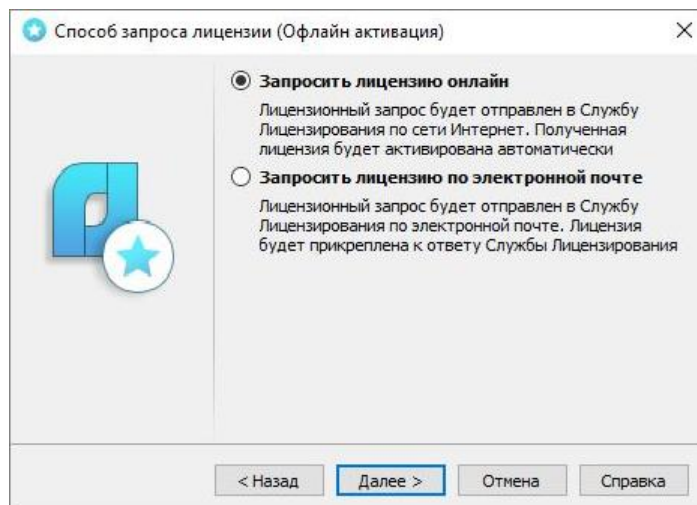 Способ запроса лицензии (Офлайн активация)
Запросить лицензию онлайн
Лицензионный запрос будет отправлен в Службу
Лицензирования по сети Интернет. Полученная
лицензия будет активирована автоматически
Запросить лицензию по электронной почте
Лицензионный запрос будет отправлен в Службу
Лицензирования по электронной почте. Лицензия
будет прикреплена к ответу Службы Лицензирования
< Назад
Далее >
Отмена
Справка